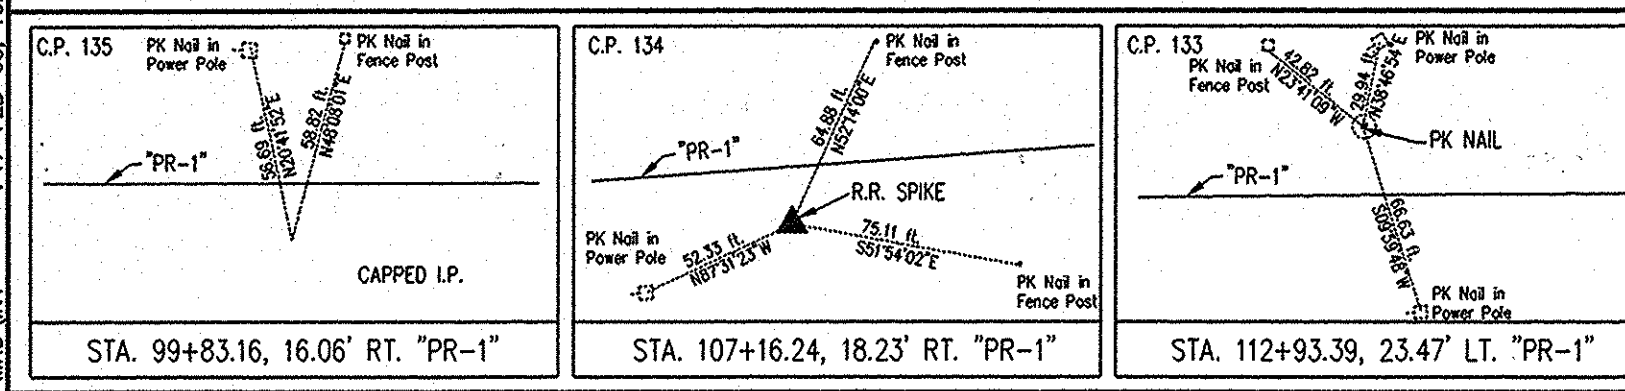 C.P. 135
PK Nail in
Power Pole
PK Nail in
Fence Post
56.69 ft.
N20°41'52"E
58.82 ft.
N48°08'01"E
"PR-1"
CAPPED I.P.
STA. 99+83.16, 16.06' RT. "PR-1"
C.P. 134
PK Nail in
Fence Post
64.88 ft.
N52°14'00"E
"PR-1"
R.R. SPIKE
PK Nail in
Power Pole
52.33 ft.
N87°31'23"W
75.11 ft.
S51°54'02"E
PK Nail in
Fence Post
STA. 107+16.24, 18.23' RT. "PR-1"
C.P. 133
PK Nail in
Fence Post
42.82 ft.
N23°41'09"W
29.94 ft.
N38°46'54"E
PK Nail in
Power Pole
PK NAIL
"PR-1"
66.63 ft.
S09°39'48"W
PK Nail in
Power Pole
STA. 112+93.39, 23.47' LT. "PR-1"